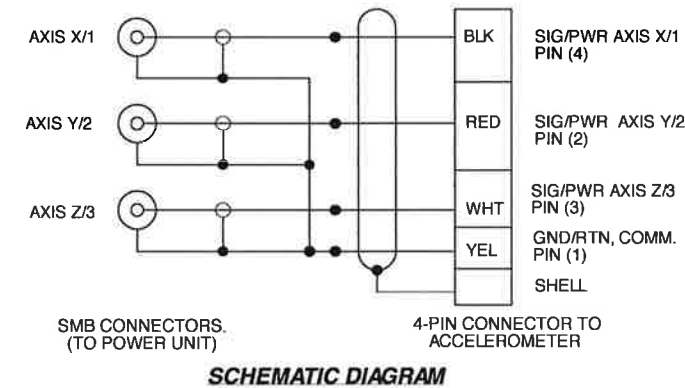 AXIS X/1
BLK
SIG/PWR AXIS X/1
PIN (4)
AXIS Y/2
RED
SIG/PWR AXIS Y/2
PIN (2)
AXIS Z/3
WHT
SIG/PWR AXIS Z/3
PIN (3)
YEL
GND/RTN, COMM.
PIN (1)
SHELL
SMB CONNECTORS.
(TO POWER UNIT)
4-PIN CONNECTOR TO
ACCELEROMETER
SCHEMATIC DIAGRAM